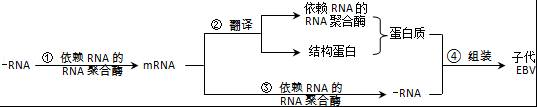 依赖 RNA 的
RNA 聚合酶
② 翻译
蛋白质
结构蛋白
④ 组装
子代
EBV
-RNA
① 依赖 RNA 的
RNA 聚合酶
mRNA
③ 依赖 RNA 的
RNA 聚合酶
-RNA